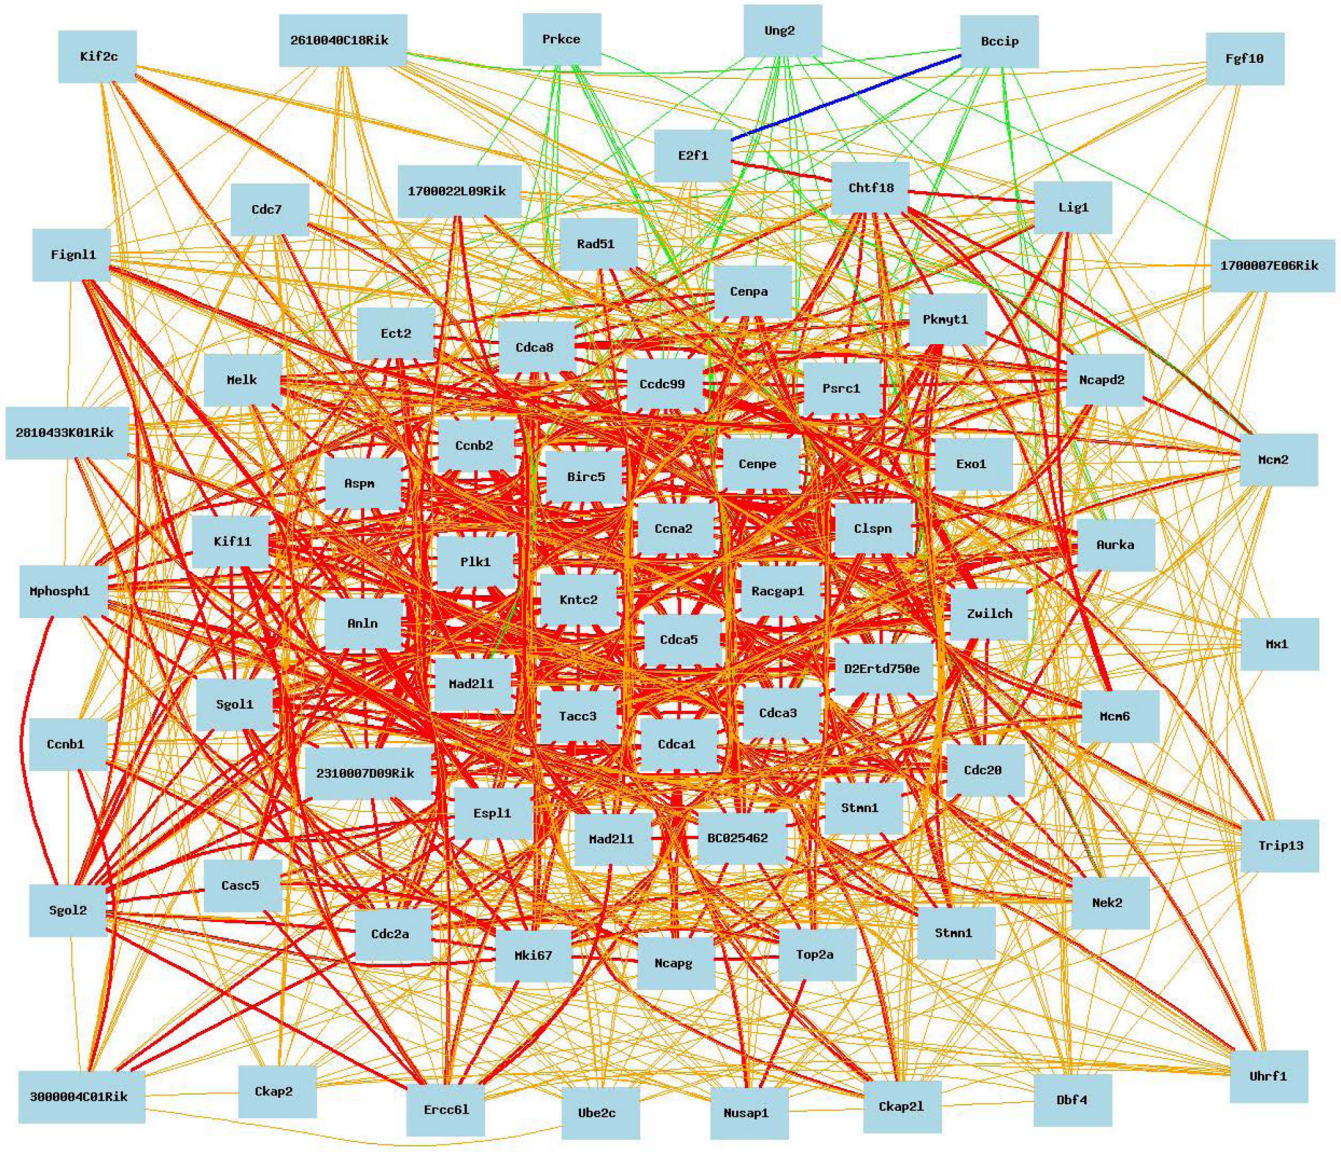 Kif2c
2610040C18Rik
Prkce
Ung2
Bccip
Fgf10
E2f1
1700022L09Rik
Chtf18
Cdc7
Lig1
Fignl1
Rad51
1700007E06Rik
Cenpa
Pkmyt1
Ect2
Cdca8
Melk
Ccdc99
Psrc1
Ncapd2
2810433K01Rik
Ccnb2
Mcm2
Aspm
Birc5
Cenpe
Exo1
Kif11
Ccna2
Clspn
Aurka
Plk1
Mphosph1
Kntc2
Racgap1
Anln
Zwilch
Cdca5
Mx1
Mad2l1
D2Ertd750e
Sgol1
Tacc3
Cdca3
Mcm6
Ccnb1
Cdca1
2310007D09Rik
Cdc20
Espl1
Stmn1
Mad2l1
BC025462
Trip13
Casc5
Sgol2
Nek2
Cdc2a
Stmn1
Mki67
Ncapg
Top2a
Uhrf1
3000004C01Rik
Ckap2
Ercc6l
Ube2c
Nusap1
Ckap2l
Dbf4